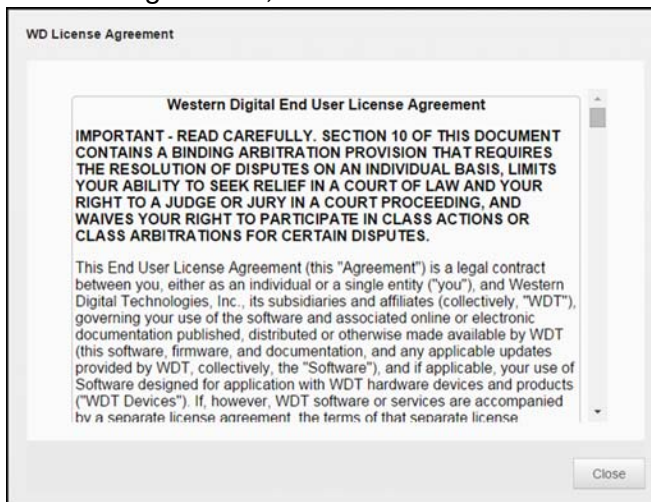 WD License Agreement
Western Digital End User License Agreement
IMPORTANT - READ CAREFULLY. SECTION 10 OF THIS DOCUMENT
CONTAINS A BINDING ARBITRATION PROVISION THAT REQUIRES
THE RESOLUTION OF DISPUTES ON AN INDIVIDUAL BASIS, LIMITS
YOUR ABILITY TO SEEK RELIEF IN A COURT OF LAW AND YOUR
RIGHT TO A JUDGE OR JURY IN A COURT PROCEEDING, AND
WAIVES YOUR RIGHT TO PARTICIPATE IN CLASS ACTIONS OR
CLASS ARBITRATIONS FOR CERTAIN DISPUTES.
This End User License Agreement (this "Agreement") is a legal contract
between you, either as an individual or a single entity ("you"), and Western
Digital Technologies, Inc., its subsidiaries and affiliates (collectively, "WDT"),
governing your use of the software and associated online or electronic
documentation published, distributed or otherwise made available by WDT
(this software, firmware, and documentation, and any applicable updates
provided by WDT, collectively, the "Software"), and if applicable, your use of
Software designed for application with WDT hardware devices and products
("WDT Devices"). If, however, WDT software or services are accompanied
by a separate license agreement, the terms of that separate license
Close